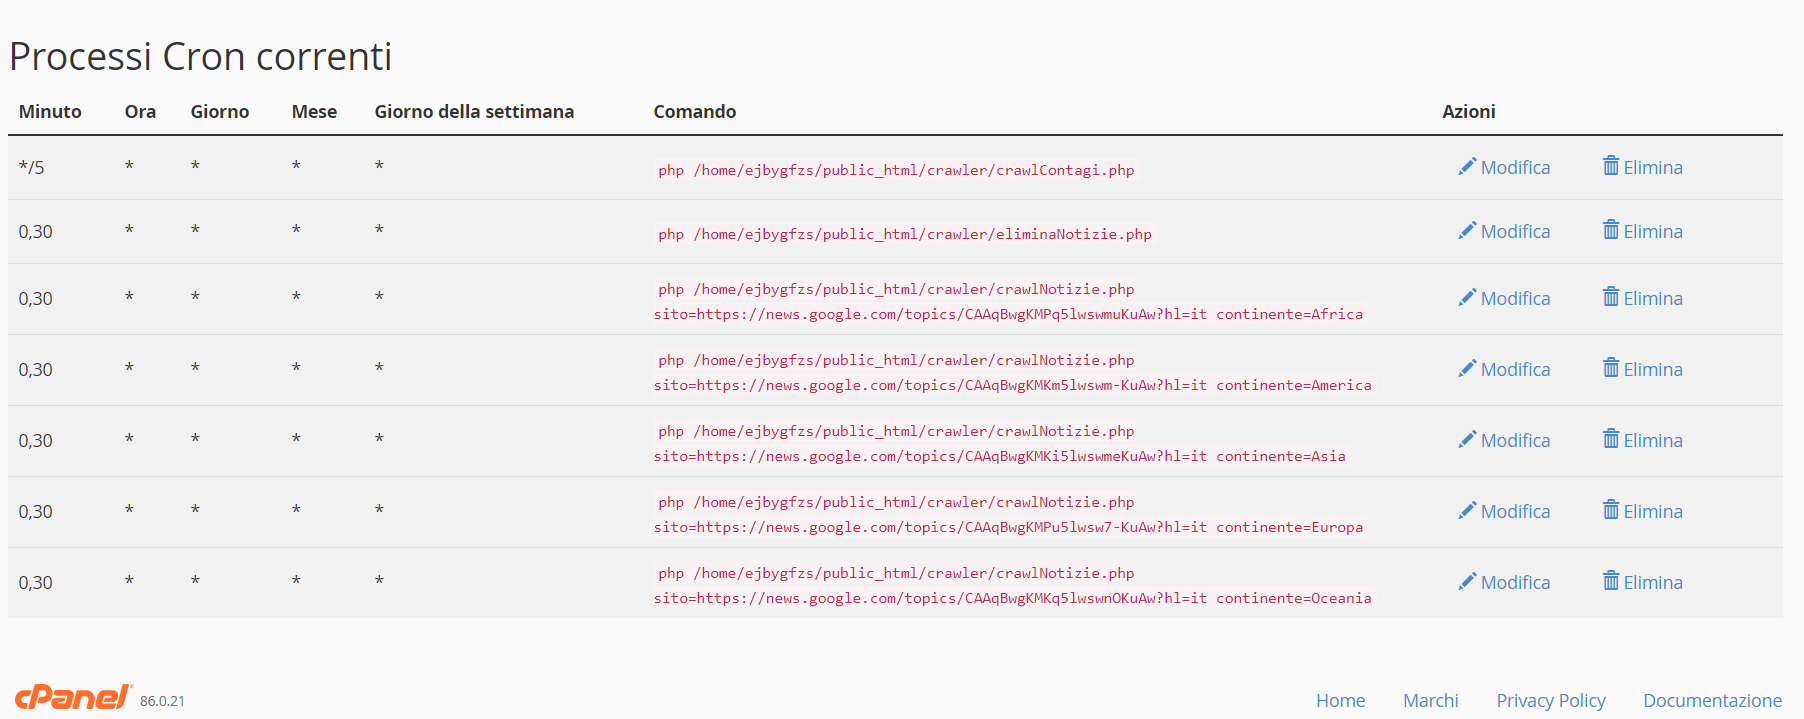 Processi Cron correnti
Minuto Ora Giorno Mese Giorno della settimana Comando Azioni
*/5 * * * * php /home/ejbygfzs/public_html/crawler/crawlContagi.php Modifica Elimina
0,30 * * * * php /home/ejbygfzs/public_html/crawler/eliminaNotizie.php Modifica Elimina
php /home/ejbygfzs/public_html/crawler/crawlNotizie.php
0,30 * * * * Modifica Elimina
sito=https://news.google.com/topics/CAAqBwgKMPq5lwswmuKuAw?hl=it continente=Africa
php /home/ejbygfzs/public_html/crawler/crawlNotizie.php
0,30 * * * * Modifica Elimina
sito=https://news.google.com/topics/CAAqBwgKMKm5lwswm-KuAw?hl=it continente=America
php /home/ejbygfzs/public_html/crawler/crawlNotizie.php
0,30 * * * * Modifica Elimina
sito=https://news.google.com/topics/CAAqBwgKMKi5lwswmeKuAw?hl=it continente=Asia
php /home/ejbygfzs/public_html/crawler/crawlNotizie.php
0,30 * * * * Modifica Elimina
sito=https://news.google.com/topics/CAAqBwgKMPu5lwsw7-KuAw?hl=it continente=Europa
php /home/ejbygfzs/public_html/crawler/crawlNotizie.php
0,30 * * * * Modifica Elimina
sito=https://news.google.com/topics/CAAqBwgKMKq5lwswnOKuAw?hl=it continente=Oceania
cPanel® 86.0.21 Home Marchi Privacy Policy Documentazione